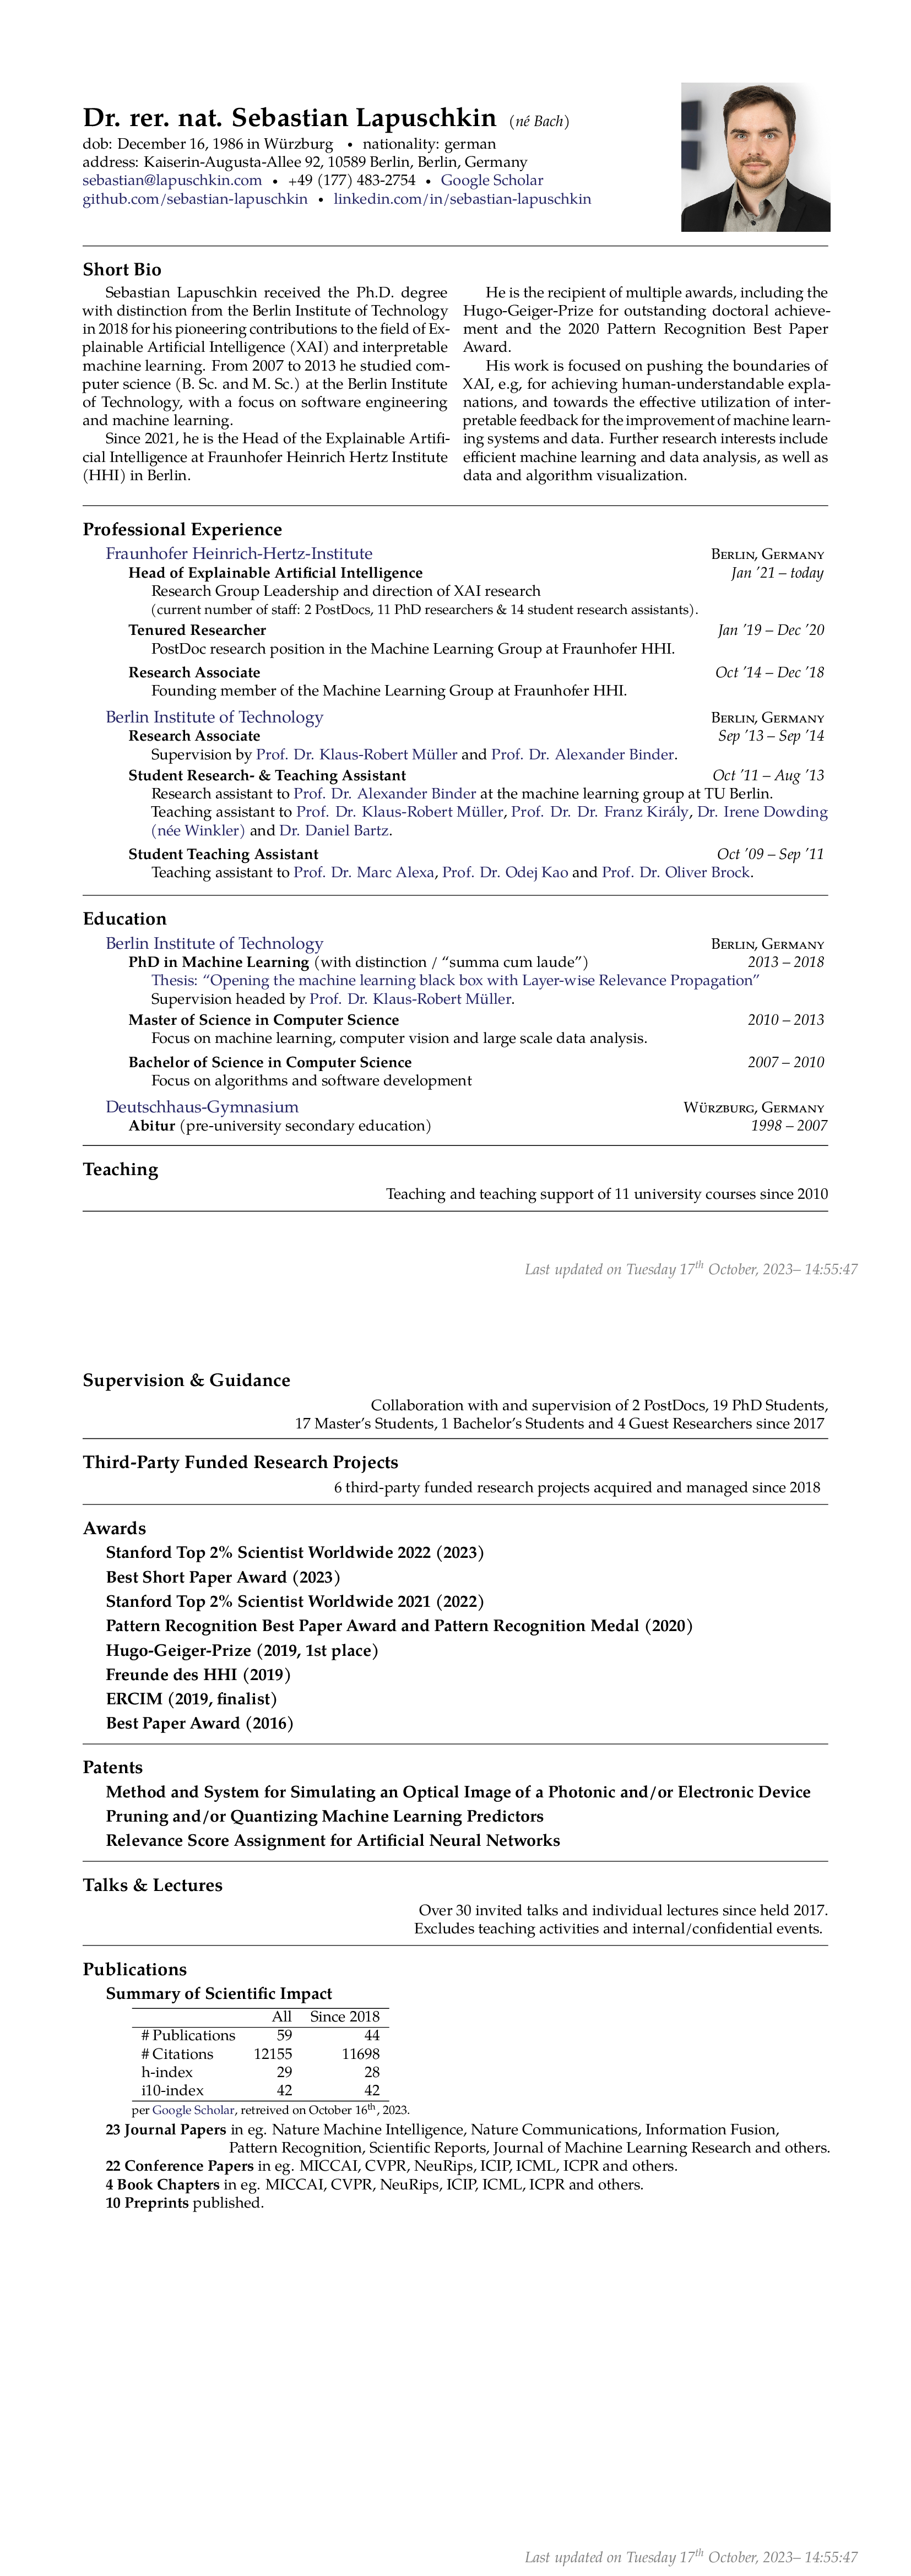 Dr. rer. nat. Sebastian Lapuschkin (né Bach)
dob: December 16, 1986 in Würzburg • nationality: german
address: Kaiserin-Augusta-Allee 92, 10589 Berlin, Berlin, Germany
sebastian@lapuschkin.com • +49 (177) 483-2754 • Google Scholar
github.com/sebastian-lapuschkin • linkedin.com/in/sebastian-lapuschkin
Short Bio
Sebastian Lapuschkin received the Ph.D. degree
with distinction from the Berlin Institute of Technology
in 2018 for his pioneering contributions to the field of Ex-
plainable Artificial Intelligence (XAI) and interpretable
machine learning. From 2007 to 2013 he studied com-
puter science (B. Sc. and M. Sc.) at the Berlin Institute
of Technology, with a focus on software engineering
and machine learning.
Since 2021, he is the Head of the Explainable Artifi-
cial Intelligence at Fraunhofer Heinrich Hertz Institute
(HHI) in Berlin.
He is the recipient of multiple awards, including the
Hugo-Geiger-Prize for outstanding doctoral achieve-
ment and the 2020 Pattern Recognition Best Paper
Award.
His work is focused on pushing the boundaries of
XAI, e.g, for achieving human-understandable expla-
nations, and towards the effective utilization of inter-
pretable feedback for the improvement of machine learn-
ing systems and data. Further research interests include
efficient machine learning and data analysis, as well as
data and algorithm visualization.
Professional Experience
Fraunhofer Heinrich-Hertz-Institute Berlin, Germany
Head of Explainable Artificial Intelligence Jan '21 – today
Research Group Leadership and direction of XAI research
(current number of staff: 2 PostDocs, 11 PhD researchers & 14 student research assistants).
Tenured Researcher Jan '19 – Dec '20
PostDoc research position in the Machine Learning Group at Fraunhofer HHI.
Research Associate Oct '14 – Dec '18
Founding member of the Machine Learning Group at Fraunhofer HHI.
Berlin Institute of Technology Berlin, Germany
Research Associate Sep '13 – Sep '14
Supervision by Prof. Dr. Klaus-Robert Müller and Prof. Dr. Alexander Binder.
Student Research- & Teaching Assistant Oct '11 – Aug '13
Research assistant to Prof. Dr. Alexander Binder at the machine learning group at TU Berlin.
Teaching assistant to Prof. Dr. Klaus-Robert Müller, Prof. Dr. Dr. Franz Király, Dr. Irene Dowding
(née Winkler) and Dr. Daniel Bartz.
Student Teaching Assistant Oct '09 – Sep '11
Teaching assistant to Prof. Dr. Marc Alexa, Prof. Dr. Odej Kao and Prof. Dr. Oliver Brock.
Education
Berlin Institute of Technology Berlin, Germany
PhD in Machine Learning (with distinction / “summa cum laude”) 2013 – 2018
Thesis: “Opening the machine learning black box with Layer-wise Relevance Propagation”
Supervision headed by Prof. Dr. Klaus-Robert Müller.
Master of Science in Computer Science 2010 – 2013
Focus on machine learning, computer vision and large scale data analysis.
Bachelor of Science in Computer Science 2007 – 2010
Focus on algorithms and software development
Deutschhaus-Gymnasium Würzburg, Germany
Abitur (pre-university secondary education) 1998 – 2007
Teaching
Teaching and teaching support of 11 university courses since 2010
Last updated on Tuesday 17th October, 2023– 14:55:47
Supervision & Guidance
Collaboration with and supervision of 2 PostDocs, 19 PhD Students,
17 Master's Students, 1 Bachelor's Students and 4 Guest Researchers since 2017
Third-Party Funded Research Projects
6 third-party funded research projects acquired and managed since 2018
Awards
Stanford Top 2% Scientist Worldwide 2022 (2023)
Best Short Paper Award (2023)
Stanford Top 2% Scientist Worldwide 2021 (2022)
Pattern Recognition Best Paper Award and Pattern Recognition Medal (2020)
Hugo-Geiger-Prize (2019, 1st place)
Freunde des HHI (2019)
ERCIM (2019, finalist)
Best Paper Award (2016)
Patents
Method and System for Simulating an Optical Image of a Photonic and/or Electronic Device
Pruning and/or Quantizing Machine Learning Predictors
Relevance Score Assignment for Artificial Neural Networks
Talks & Lectures
Over 30 invited talks and individual lectures since held 2017.
Excludes teaching activities and internal/confidential events.
Publications
Summary of Scientific Impact
All Since 2018
# Publications 59 44
# Citations 12155 11698
h-index 29 28
i10-index 42 42
per Google Scholar, retreived on October 16th, 2023.
23 Journal Papers in eg. Nature Machine Intelligence, Nature Communications, Information Fusion,
Pattern Recognition, Scientific Reports, Journal of Machine Learning Research and others.
22 Conference Papers in eg. MICCAI, CVPR, NeuRips, ICIP, ICML, ICPR and others.
4 Book Chapters in eg. MICCAI, CVPR, NeuRips, ICIP, ICML, ICPR and others.
10 Preprints published.
Last updated on Tuesday 17th October, 2023– 14:55:47